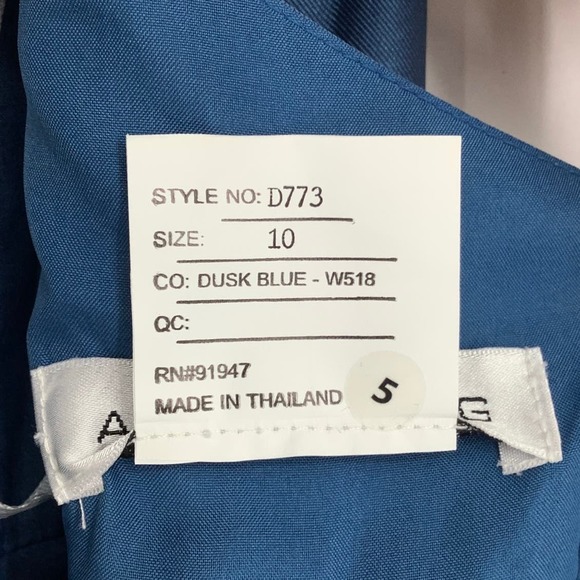 STYLE NO: D773
SIZE: 10
CO: DUSK BLUE - W518
QC:
RN#91947
MADE IN THAILAND 5
A G